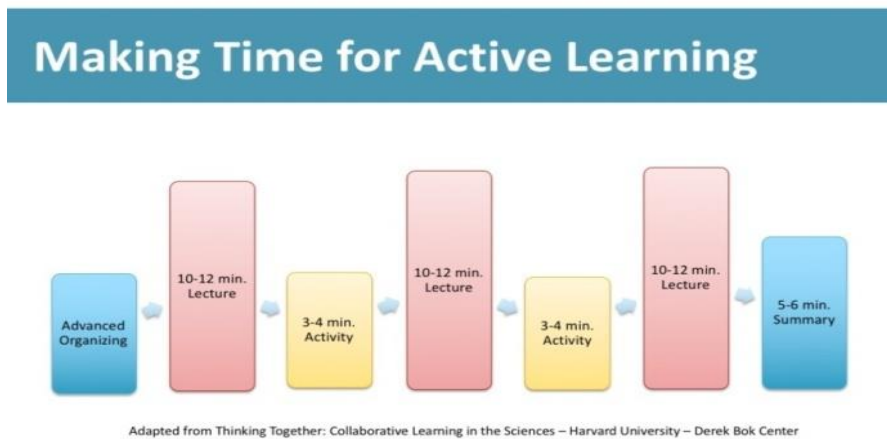 Making Time for Active Learning
Advanced
Organizing
10-12 min.
Lecture
3-4 min.
Activity
10-12 min.
Lecture
3-4 min.
Activity
10-12 min.
Lecture
5-6 min.
Summary
Adapted from Thinking Together: Collaborative Learning in the Sciences – Harvard University – Derek Bok Center